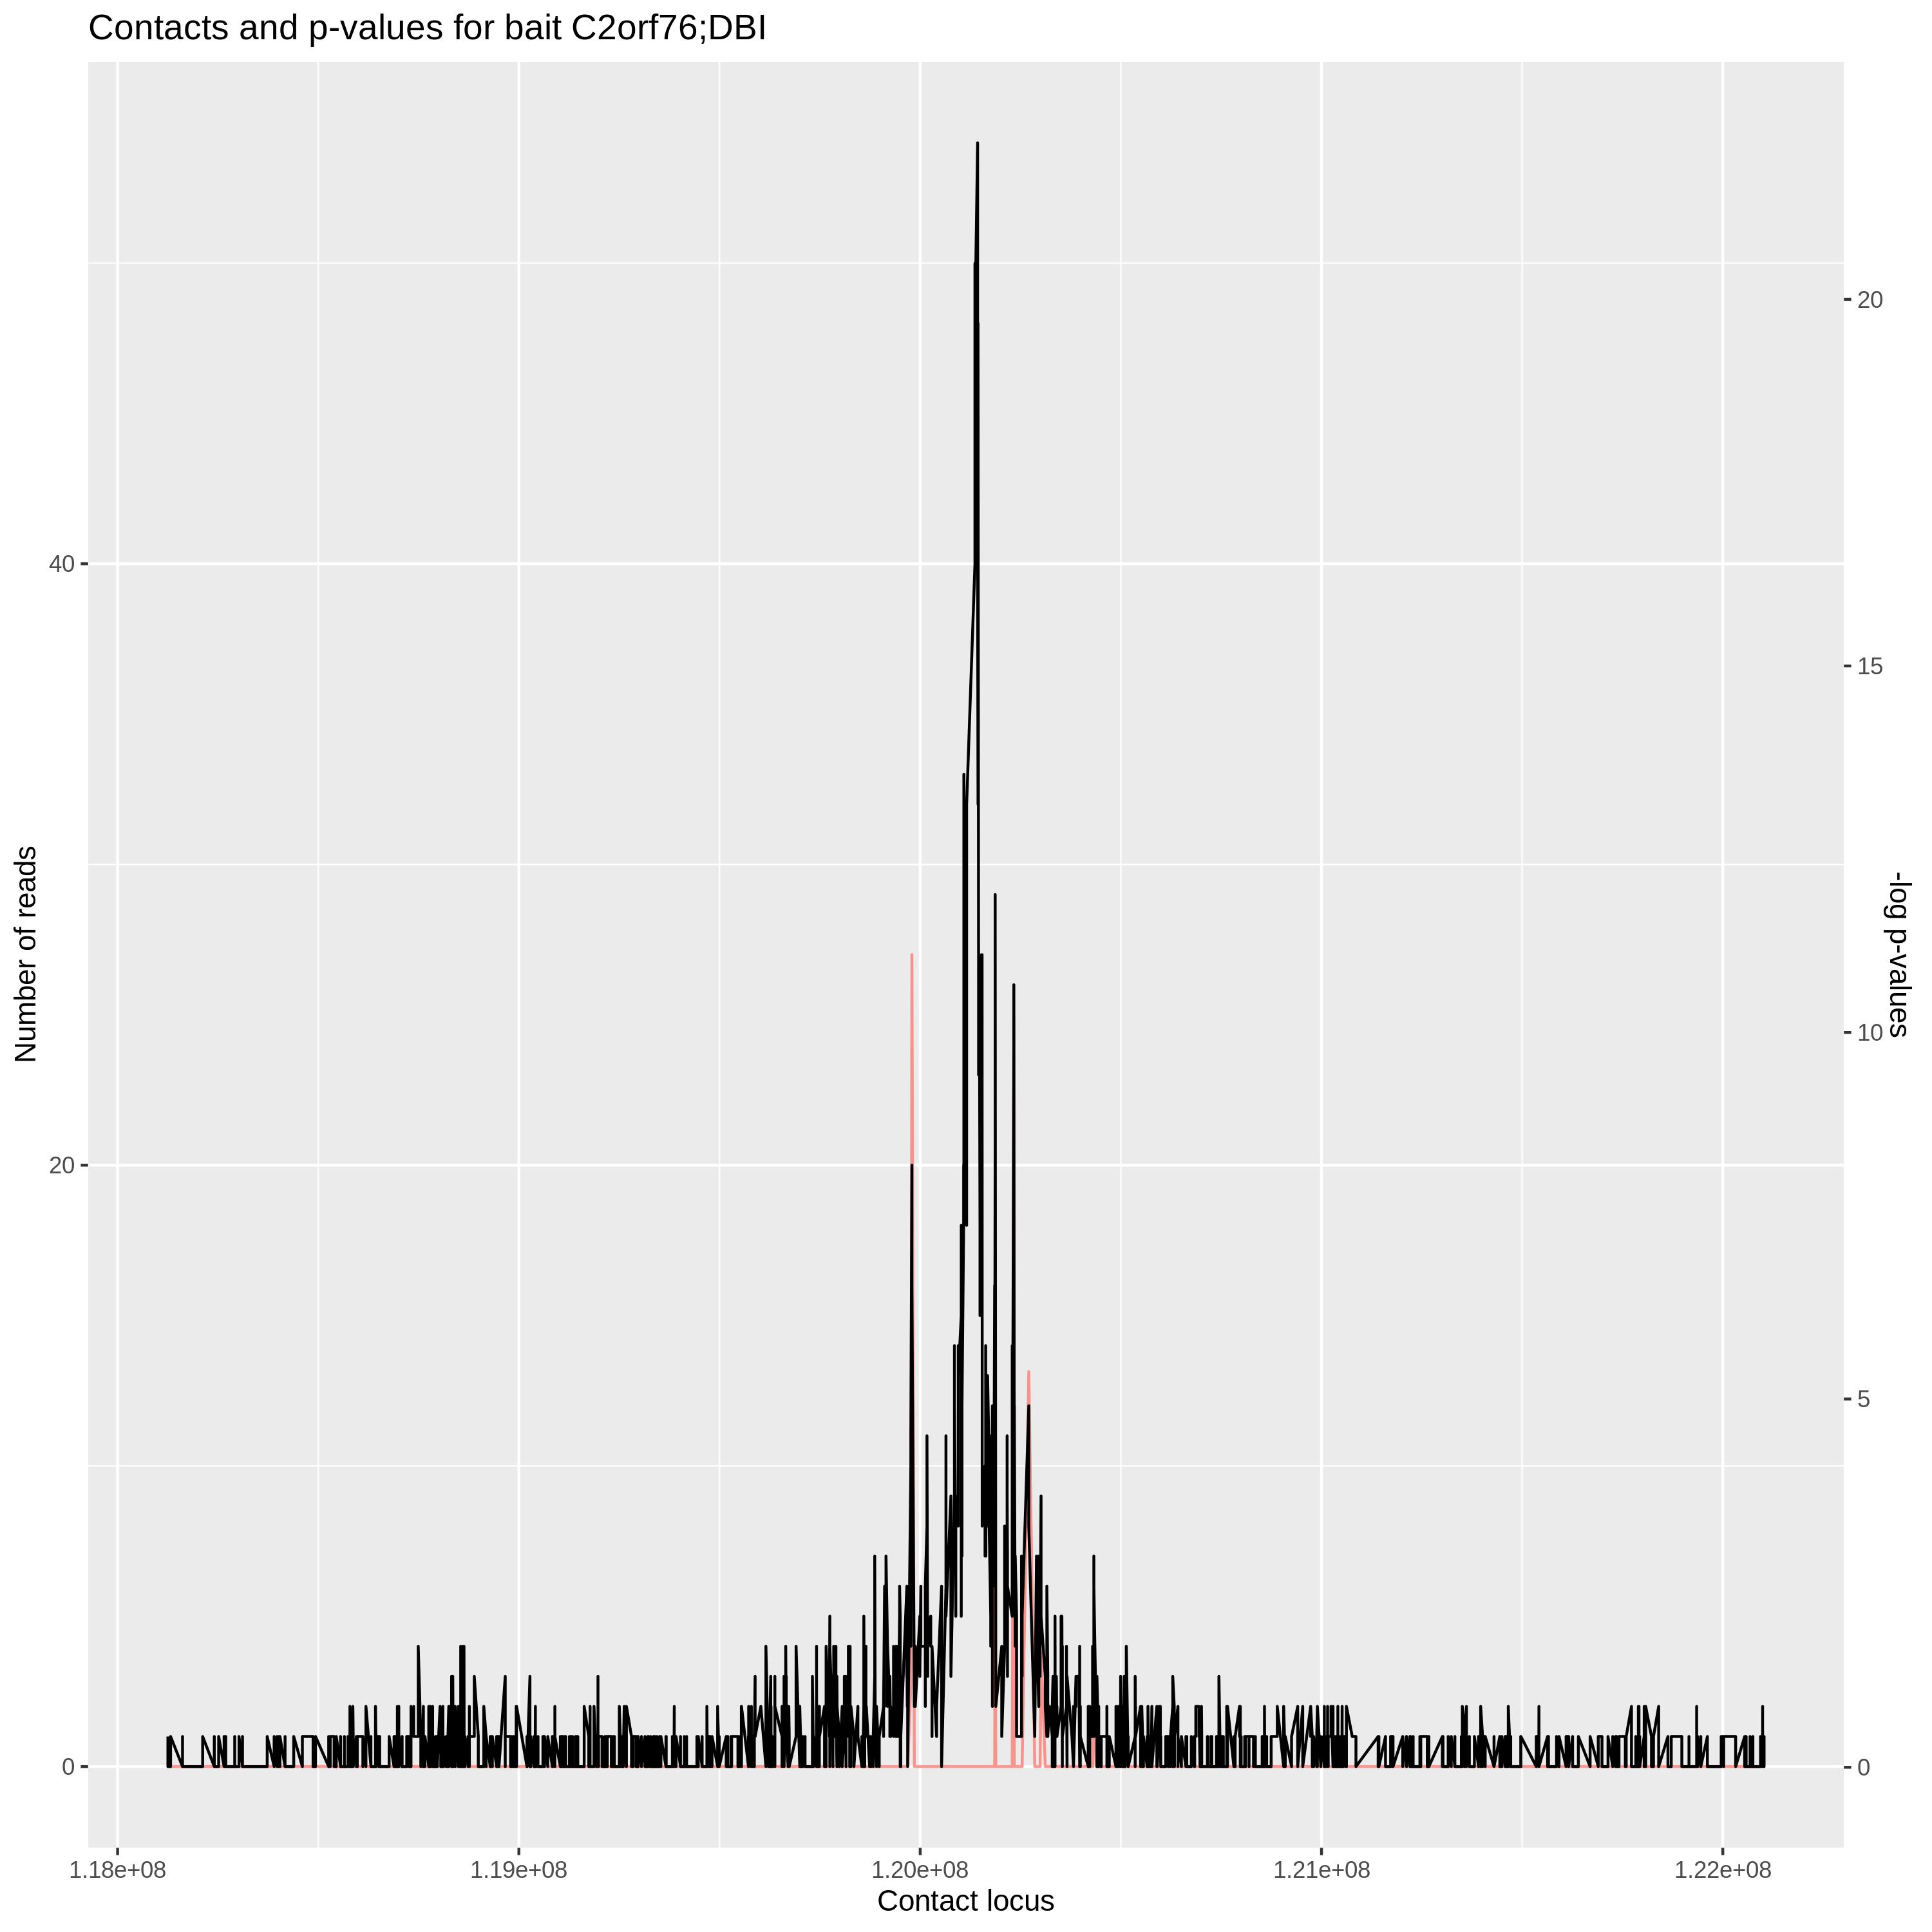 Contacts and p-values for bait C2orf76;DBI
Number of reads
40
20
0
20
15
10
5
0
-log p-values
1.18e+08
1.19e+08
1.20e+08
1.21e+08
1.22e+08
Contact locus